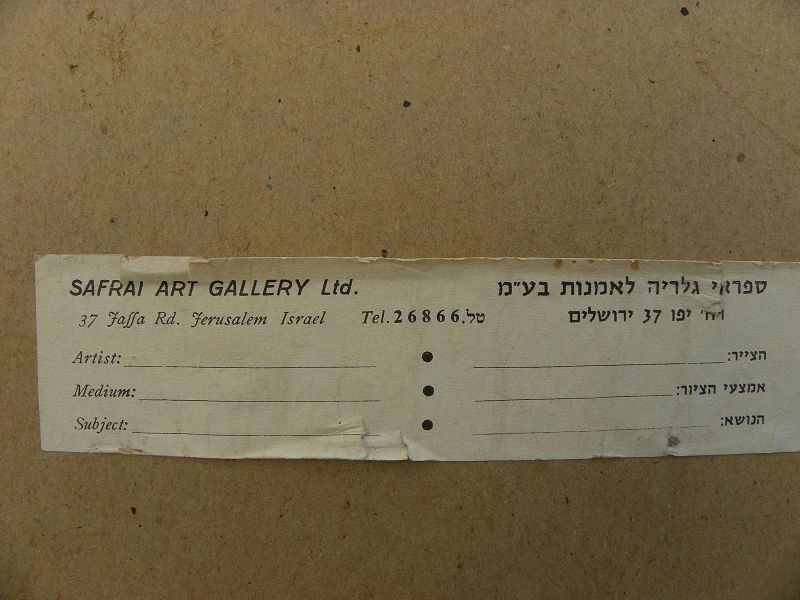 SAFRAI ART GALLERY Ltd. ספראי גלריה לאמנות בע״מ
37 Jaffa Rd. Jerusalem Israel Tel. 26866 .טל רח׳ יפו 37 ירושלים
Artist: הצייר:
Medium: אמצעי הציור:
Subject: הנושא: